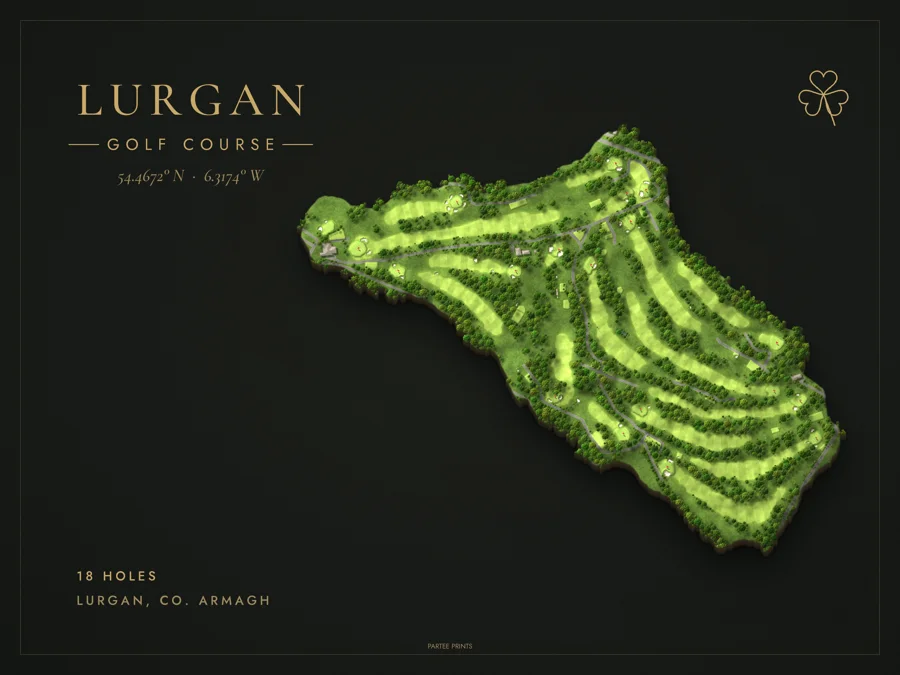 LURGAN
GOLF COURSE
54.4672° N · 6.3174° W
18 HOLES
LURGAN, CO. ARMAGH
PARTEE PRINTS